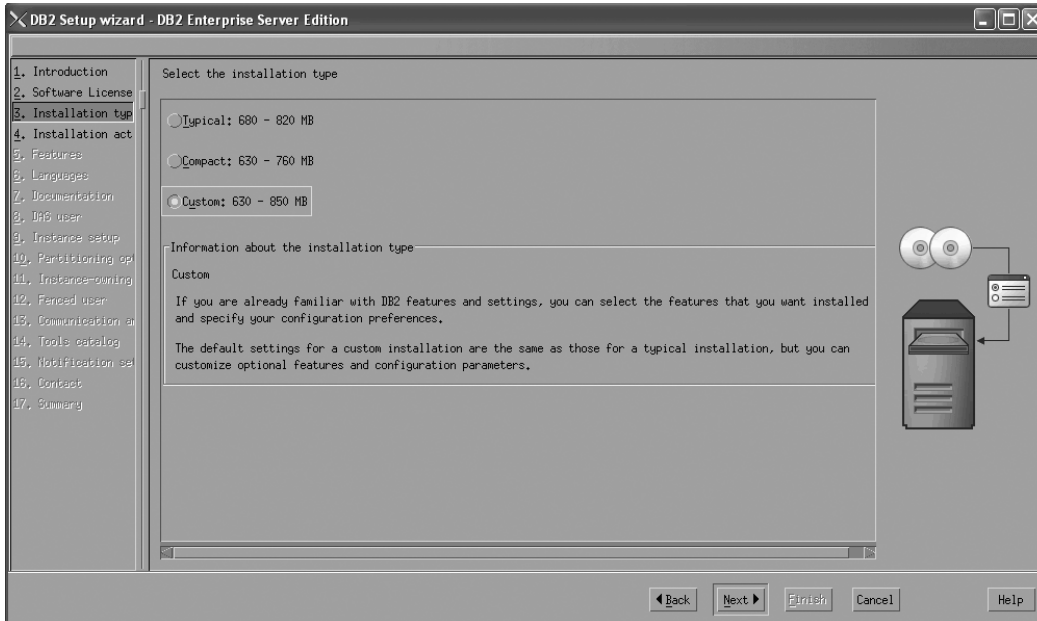 DB2 Setup wizard - DB2 Enterprise Server Edition
1. Introduction
2. Software License
3. Installation typ
4. Installation act
5. Features
6. Languages
7. Documentation
8. DAS user
9. Instance setup
10. Partitioning op
11. Instance-owning
12. Fenced user
13. Communication an
14. Tools catalog
15. Notification se
16. Contact
17. Summary
Select the installation type
Typical: 680 - 820 MB
Compact: 630 - 760 MB
Custom: 630 - 850 MB
Information about the installation type
Custom
If you are already familiar with DB2 features and settings, you can select the features that you want installed
and specify your configuration preferences.
The default settings for a custom installation are the same as those for a typical installation, but you can
customize optional features and configuration parameters.
Back
Next
Finish
Cancel
Help